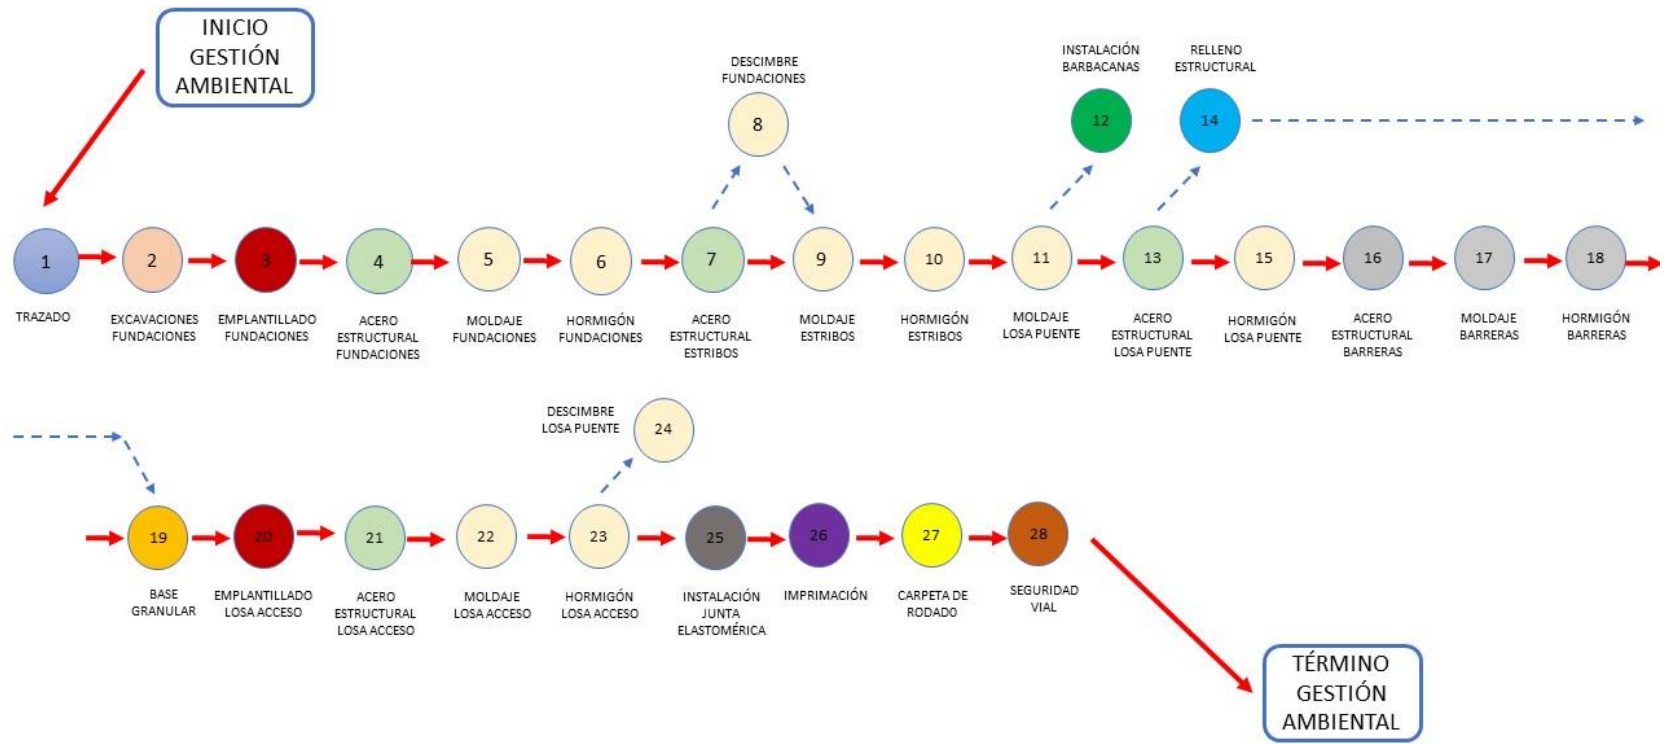 INICIO
GESTIÓN
AMBIENTAL
DESCIMBRE
FUNDACIONES
INSTALACIÓN
BARBACANAS
RELLENO
ESTRUCTURAL
8
12
14
1
2
3
4
5
6
7
9
10
11
13
15
16
17
18
TRAZADO
EXCAVACIONES
FUNDACIONES
EMPLANTILLADO
FUNDACIONES
ACERO
ESTRUCTURAL
FUNDACIONES
MOLDAJE
FUNDACIONES
HORMIGÓN
FUNDACIONES
ACERO
ESTRUCTURAL
ESTRIBOS
MOLDAJE
ESTRIBOS
HORMIGÓN
ESTRIBOS
MOLDAJE
LOSA PUENTE
ACERO
ESTRUCTURAL
LOSA PUENTE
HORMIGÓN
LOSA PUENTE
ACERO
ESTRUCTURAL
BARRERAS
MOLDAJE
BARRERAS
HORMIGÓN
BARRERAS
DESCIMBRE
LOSA PUENTE
24
19
20
21
22
23
25
26
27
28
BASE
GRANULAR
EMPLANTILLADO
LOSA ACCESO
ACERO
ESTRUCTURAL
LOSA ACCESO
MOLDAJE
LOSA ACCESO
HORMIGÓN
LOSA ACCESO
INSTALACIÓN
JUNTA
ELASTOMÉRICA
IMPRIMACIÓN
CARPETA DE
RODADO
SEGURIDAD
VIAL
TÉRMINO
GESTIÓN
AMBIENTAL